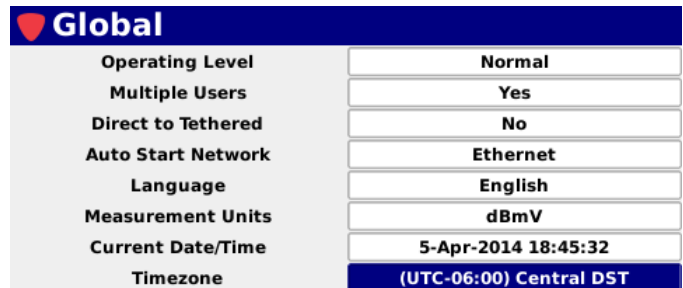 Global
Operating Level Normal
Multiple Users Yes
Direct to Tethered No
Auto Start Network Ethernet
Language English
Measurement Units dBmV
Current Date/Time 5-Apr-2014 18:45:32
Timezone (UTC-06:00) Central DST